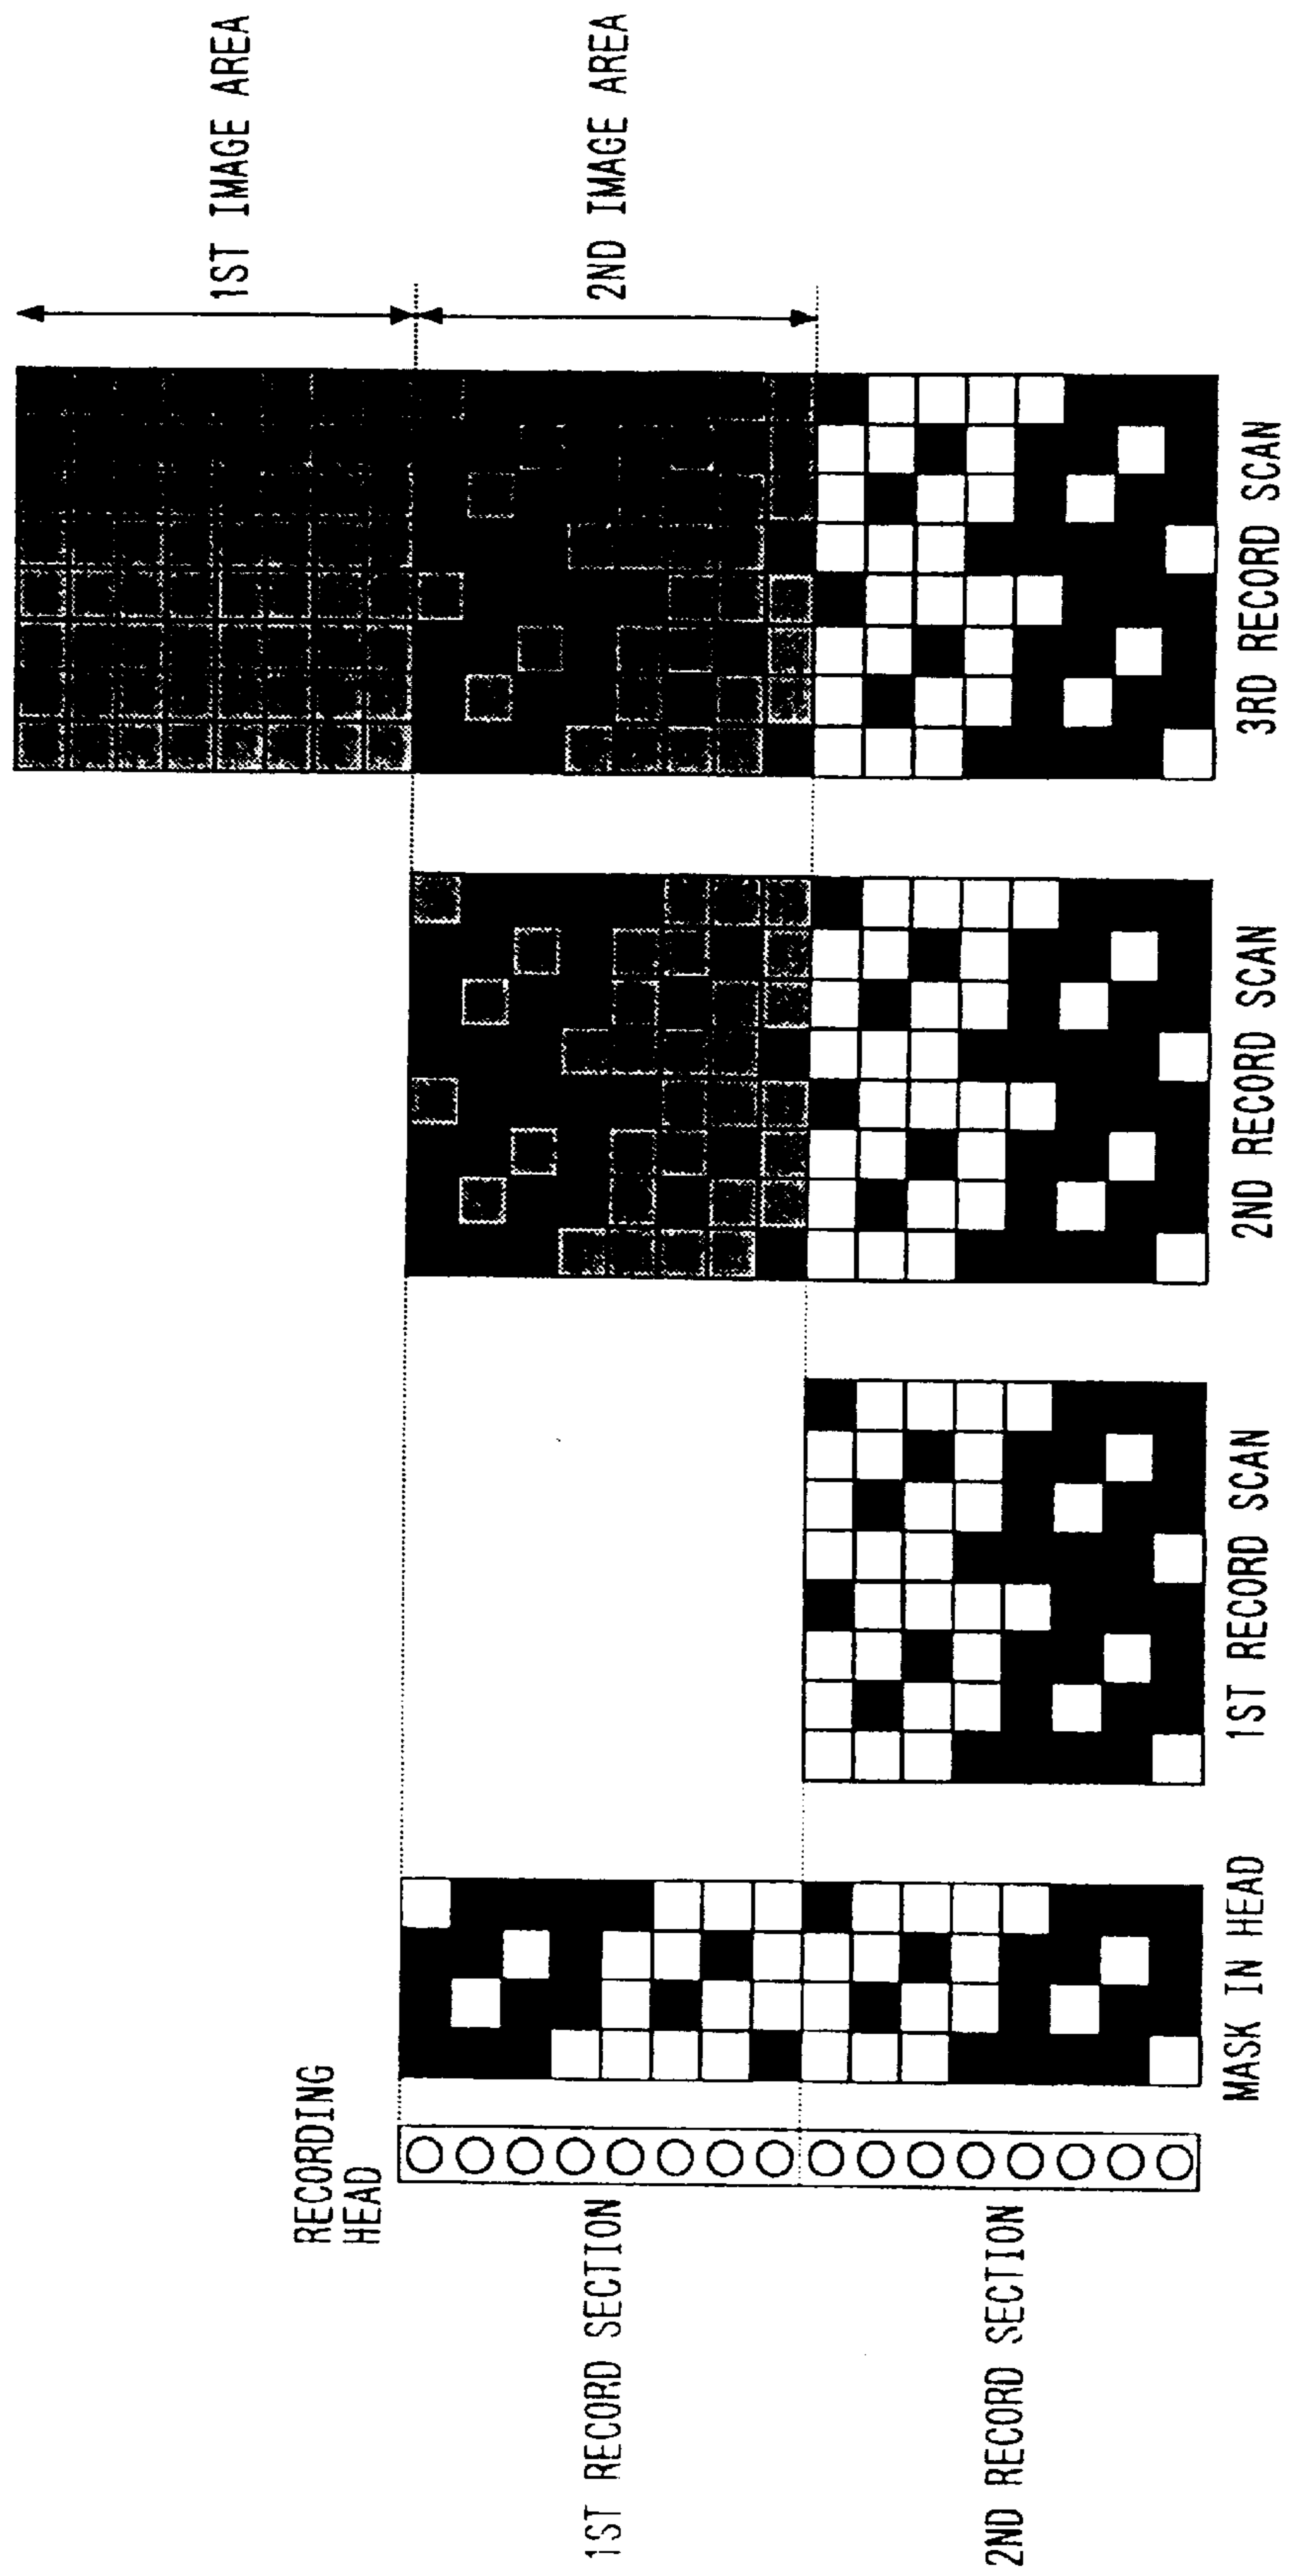 RECORDING
HEAD
1ST RECORD SECTION
2ND RECORD SECTION
MASK IN HEAD
1ST RECORD SCAN
2ND RECORD SCAN
3RD RECORD SCAN
1ST IMAGE AREA
2ND IMAGE AREA